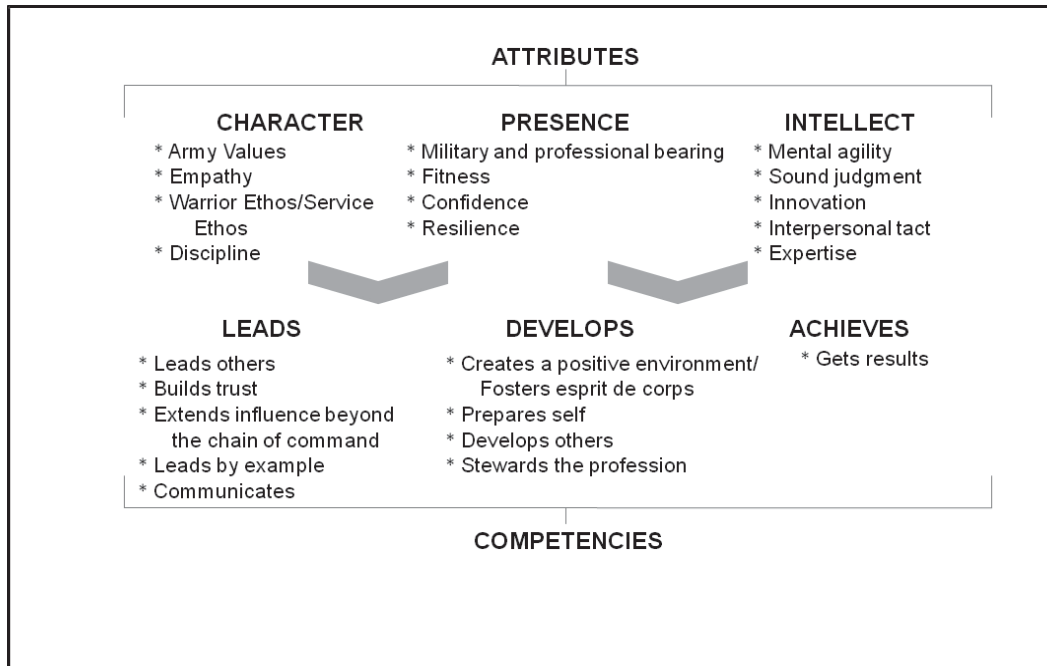 ATTRIBUTES
CHARACTER
* Army Values
* Empathy
* Warrior Ethos/Service
Ethos
* Discipline
PRESENCE
* Military and professional bearing
* Fitness
* Confidence
* Resilience
INTELLECT
* Mental agility
* Sound judgment
* Innovation
* Interpersonal tact
* Expertise
LEADS
* Leads others
* Builds trust
* Extends influence beyond
the chain of command
* Leads by example
* Communicates
DEVELOPS
* Creates a positive environment/
Fosters esprit de corps
* Prepares self
* Develops others
* Stewards the profession
ACHIEVES
* Gets results
COMPETENCIES